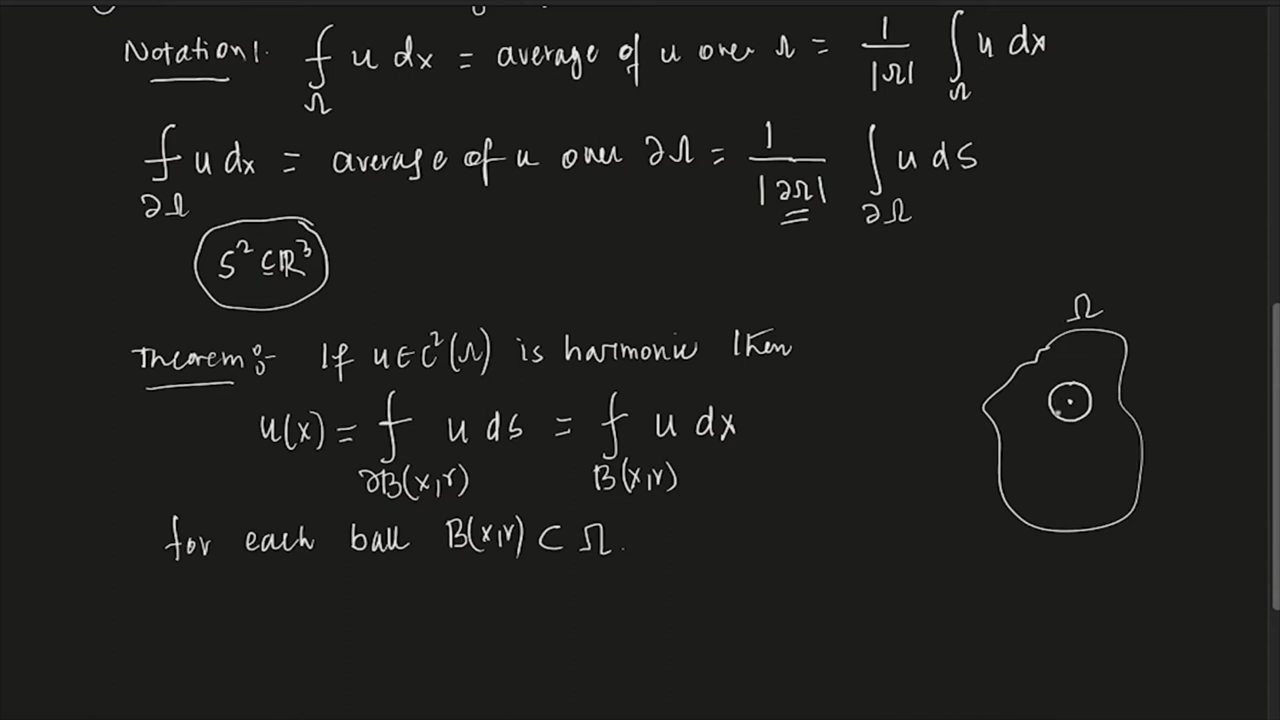 Notation 1. ⨍_Ω u dx = average of u over Ω = 1/|Ω| ∫_Ω u dx
⨍_∂Ω u dx = average of u over ∂Ω = 1/|∂Ω| ∫_∂Ω u dS
S² ⊆ ℝ³
Ω
Theorem :- If u ∈ C²(Ω) is harmonic then
u(x) = ⨍_∂B(x,r) u ds = ⨍_B(x,r) u dx
for each ball B(x,r) ⊂ Ω.